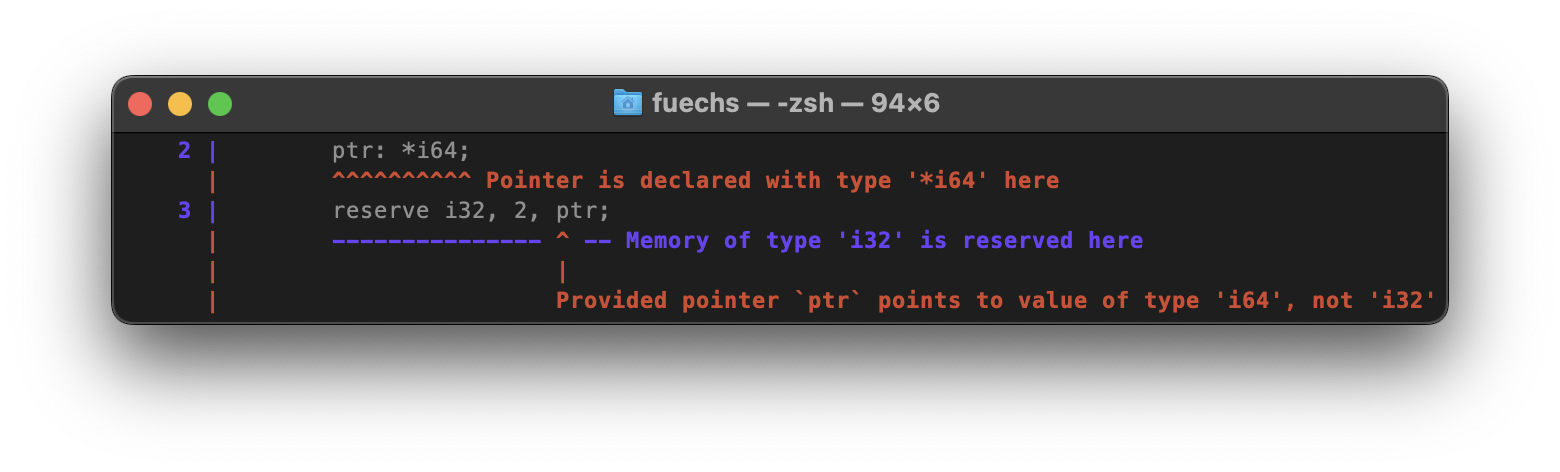 fuechs — -zsh — 94×6
2 | ptr: *i64;
| ^^^^^^^^^^ Pointer is declared with type '*i64' here
3 | reserve i32, 2, ptr;
| --------------- ^ -- Memory of type 'i32' is reserved here
| |
| Provided pointer `ptr` points to value of type 'i64', not 'i32'